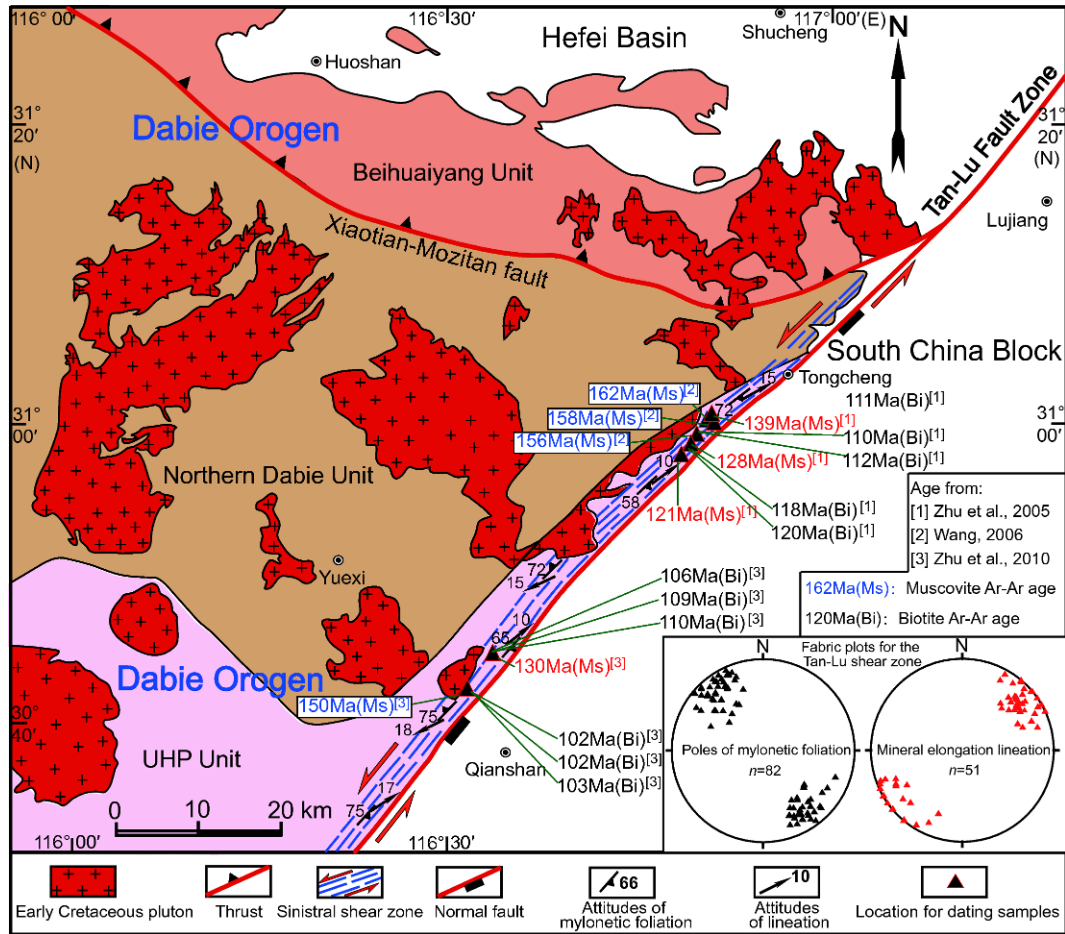 116° 00′
116°30′
117° 00′(E)
Hefei Basin
Shucheng
N
Huoshan
31°
20′
(N)
Dabie Orogen
31°
20′
(N)
Beihuaiyang Unit
Tan-Lu Fault Zone
Lujiang
Xiaotian-Mozitan fault
South China Block
Tongcheng
15
162Ma(Ms)[2]
72
111Ma(Bi)[1]
158Ma(Ms)[2]
139Ma(Ms)[1]
31°
00′
31°
00′
156Ma(Ms)[2]
110Ma(Bi)[1]
10
128Ma(Ms)[1]
112Ma(Bi)[1]
Northern Dabie Unit
121Ma(Ms)[1]
58
118Ma(Bi)[1]
120Ma(Bi)[1]
Age from:
[1] Zhu et al., 2005
[2] Wang, 2006
[3] Zhu et al., 2010
162Ma(Ms): Muscovite Ar-Ar age
120Ma(Bi): Biotite Ar-Ar age
Yuexi
72
15
106Ma(Bi)[3]
109Ma(Bi)[3]
110Ma(Bi)[3]
10
65
130Ma(Ms)[3]
Dabie Orogen
150Ma(Ms)[3]
75
18
30°
40′
UHP Unit
102Ma(Bi)[3]
102Ma(Bi)[3]
103Ma(Bi)[3]
Qianshan
17
75
0 10 20 km
116° 00′
116°30′
Fabric plots for the
Tan-Lu shear zone
N
N
Poles of mylonetic foliation
n=82
Mineral elongation lineation
n=51
Early Cretaceous pluton
Thrust
Sinistral shear zone
Normal fault
66
Attitudes of
mylonetic foliation
10
Attitudes
of lineation
Location for dating samples